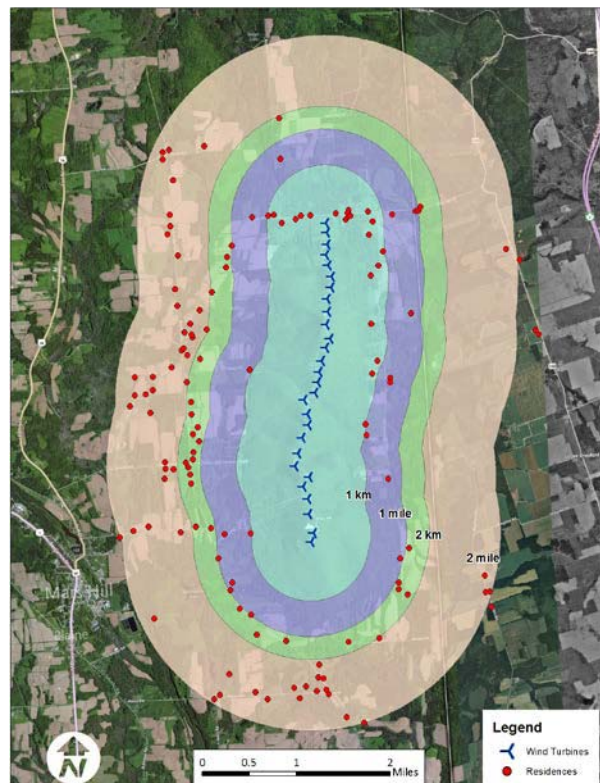 1 km
1 mile
2 km
2 mile
Mars Hill
Blaine
N
0 0.5 1 2
Miles
Legend
Wind Turbines
Residences